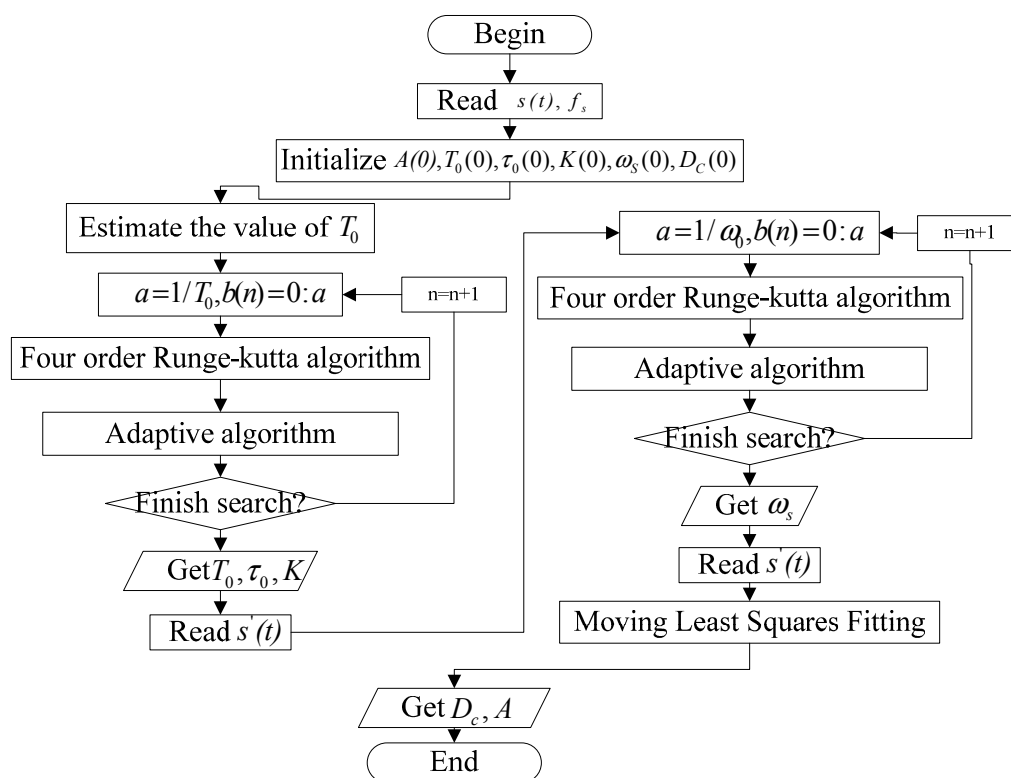 Begin
Read s(t), f_s
Initialize A(0), T_0(0), τ_0(0), K(0), ω_S(0), D_C(0)
Estimate the value of T_0
a=1/T_0, b(n)=0:a
n=n+1
Four order Runge-kutta algorithm
Adaptive algorithm
Finish search?
Get T_0, τ_0, K
Read s'(t)
a=1/ω_0, b(n)=0:a
n=n+1
Four order Runge-kutta algorithm
Adaptive algorithm
Finish search?
Get ω_s
Read s'(t)
Moving Least Squares Fitting
Get D_c, A
End